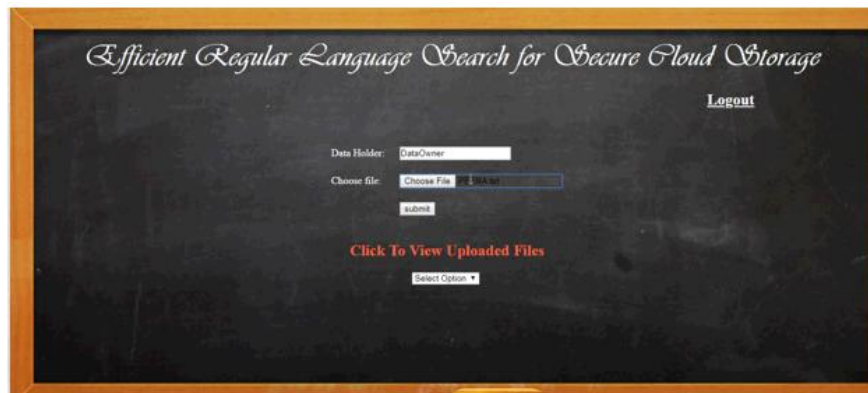 Efficient Regular Language Search for Secure Cloud Storage
Logout
Data Holder: DataOwner
Choose file: Choose File
submit
Click To View Uploaded Files
Select Option